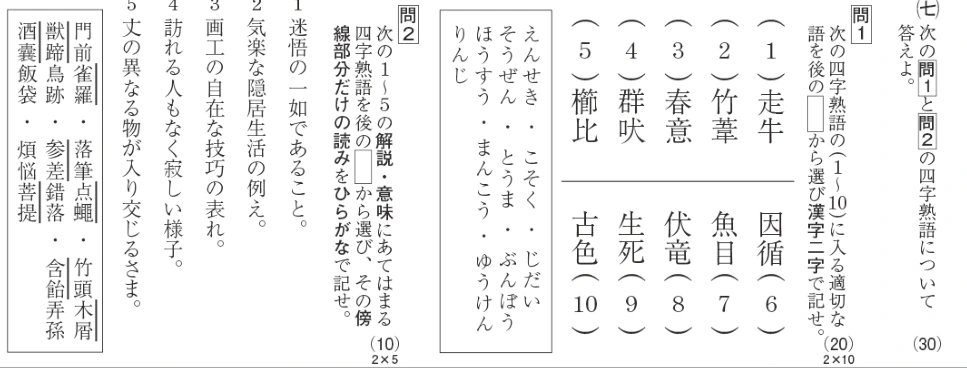 ㈦ 次の問1と問2の四字熟語について
答えよ。
(30)
問1
次の四字熟語の(1〜10)に入る適切な
語を後の□から選び漢字二字で記せ。
(20)
2×10
(1)走牛
(2)竹葦
(3)春意
(4)群吠
(5)櫛比
因循(6)
魚目(7)
伏竜(8)
生死(9)
古色(10)
えんせき・こそく・じだい
そうぜん・とうま・ぶんぼう
ほうすう・まんこう・ゆうけん
りんじ
問2
次の1〜5の解説・意味にあてはまる
四字熟語を後の□から選び、その傍
線部分だけの読みをひらがなで記せ。
(10)
2×5
1 迷悟の一如であること。
2 気楽な隠居生活の例え。
3 画工の自在な技巧の表れ。
4 訪れる人もなく寂しい様子。
5 丈の異なる物が入り交じるさま。
門前雀羅・落筆点蠅・竹頭木屑
獣蹄鳥跡・参差錯落・含飴弄孫
酒囊飯袋・煩悩菩提